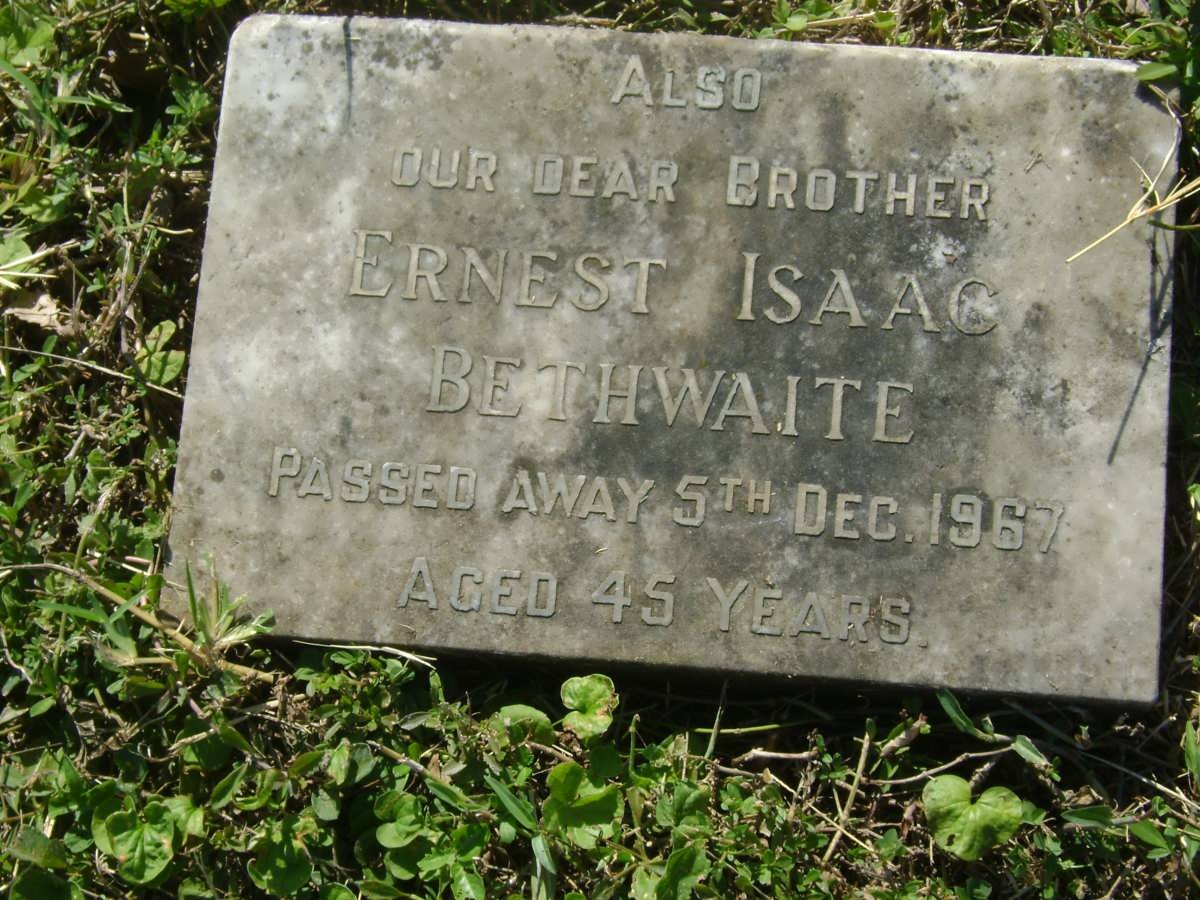 ALSO
OUR DEAR BROTHER
ERNEST ISAAC
BETHWAITE
PASSED AWAY 5TH DEC. 1967
AGED 45 YEARS.